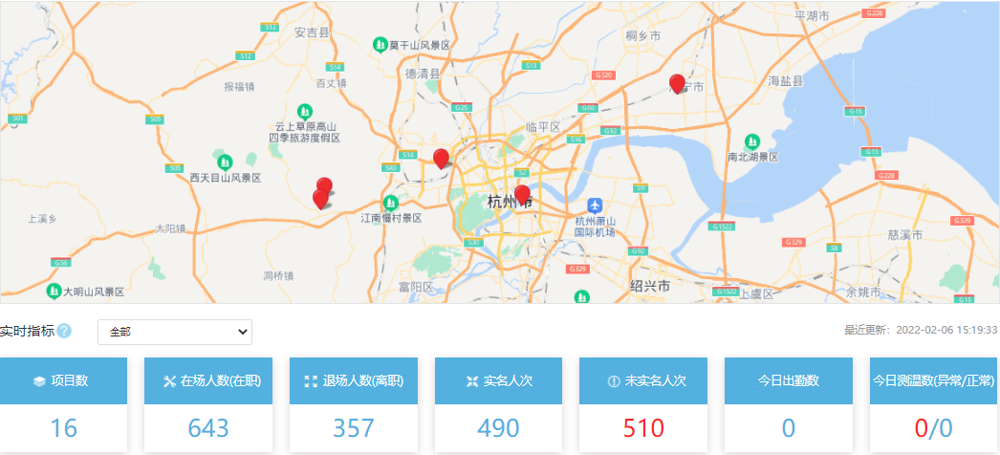 平湖市
G228
S12
安吉县
桐乡市
莫干山风景区
S12
S14
德清县
S13
G320
海宁市
海盐县
报福镇
百丈镇
G25
G60
G15
S01
S05
云上草原高山
四季旅游度假区
临平区
G92
S16
南北湖景区
G15
S14
S43
S05
西天目山风景区
S2
S9
G228
杭州市
江南慢村景区
杭州萧山
国际机场
上溪乡
太阳镇
G1522
G329
慈溪市
S39
G92
G329
S8
G56
洞桥镇
G329
大明山风景区
富阳区
绍兴市
G1522
上虞区
余姚市
G15
实时指标
?
全部
最近更新：2022-02-06 15:19:33
项目数
在场人数(在职)
退场人数(离职)
实名人次
未实名人次
今日出勤数
今日测温数(异常/正常)
16
643
357
490
510
0
0/0